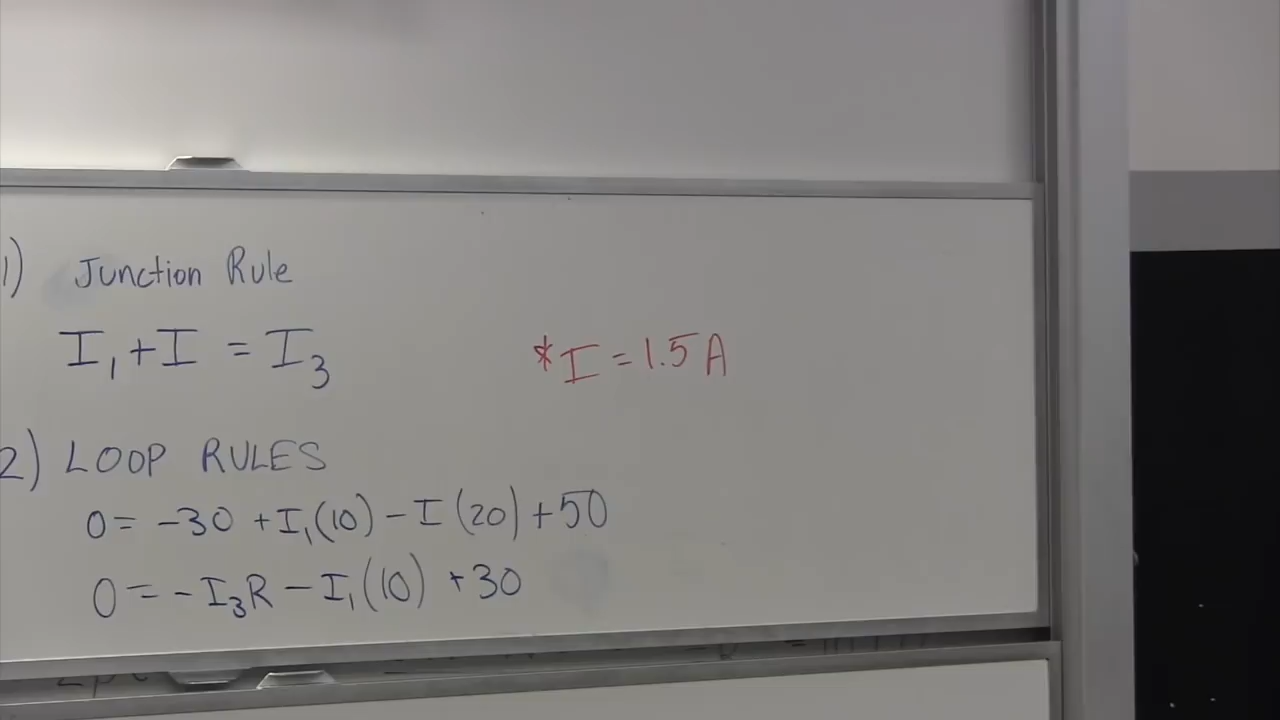 1) Junction Rule
I₁ + I = I₃
* I = 1.5 A
2) LOOP RULES
0 = -30 + I₁(10) - I(20) + 50
0 = -I₃R - I₁(10) + 30